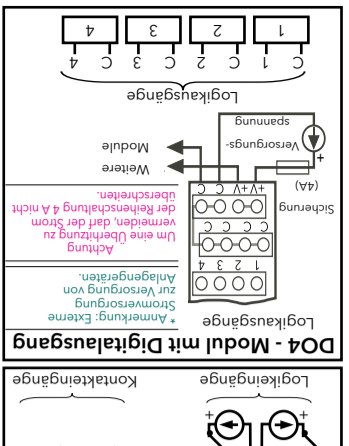 + +
Logikeingänge Kontakteingänge
DO4 - Modul mit Digitalausgang
Logikausgänge
1 2 3 4
C C C C
+V+V C C
* Anmerkung: Externe
Stromversorgung
zur Versorgung von
Anlagengeräten.
Achtung
Um eine Überhitzung zu
vermeiden, darf der Strom
der Reihenschaltung 4 A nicht
überschreiten.
Sicherung
(4A)
+
Versorgungs-
spannung
Weitere
Module
Logikausgänge
C 1 C 2 C 3 C 4
1 2 3 4